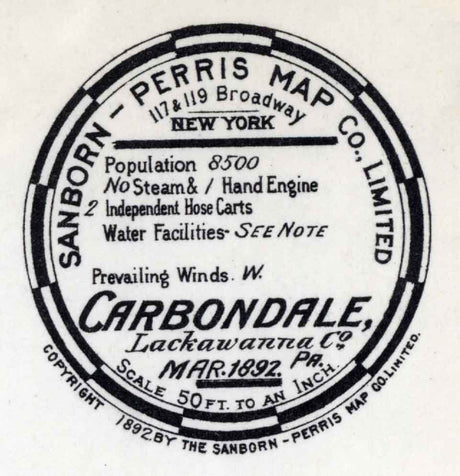 SANBORN - PERRIS MAP CO., LIMITED
117 & 119 Broadway
NEW YORK
Population 8500
No Steam & 1 Hand Engine
2 Independent Hose Carts
Water Facilities- SEE NOTE
Prevailing Winds. W.
CARBONDALE,
Lackawanna Co.
PA.
MAR. 1892.
SCALE 50 FT. TO AN INCH.
COPYRIGHT 1892 BY THE SANBORN - PERRIS MAP CO. LIMITED.